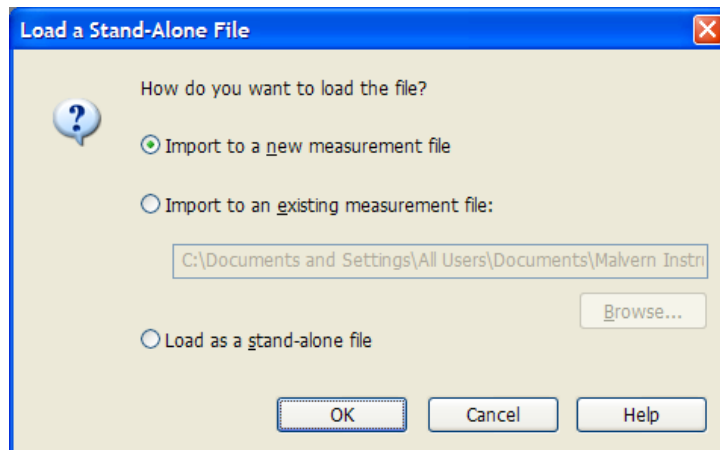 Load a Stand-Alone File
How do you want to load the file?
Import to a new measurement file
Import to an existing measurement file:
C:\Documents and Settings\All Users\Documents\Malvern
Browse...
Load as a stand-alone file
OK
Cancel
Help